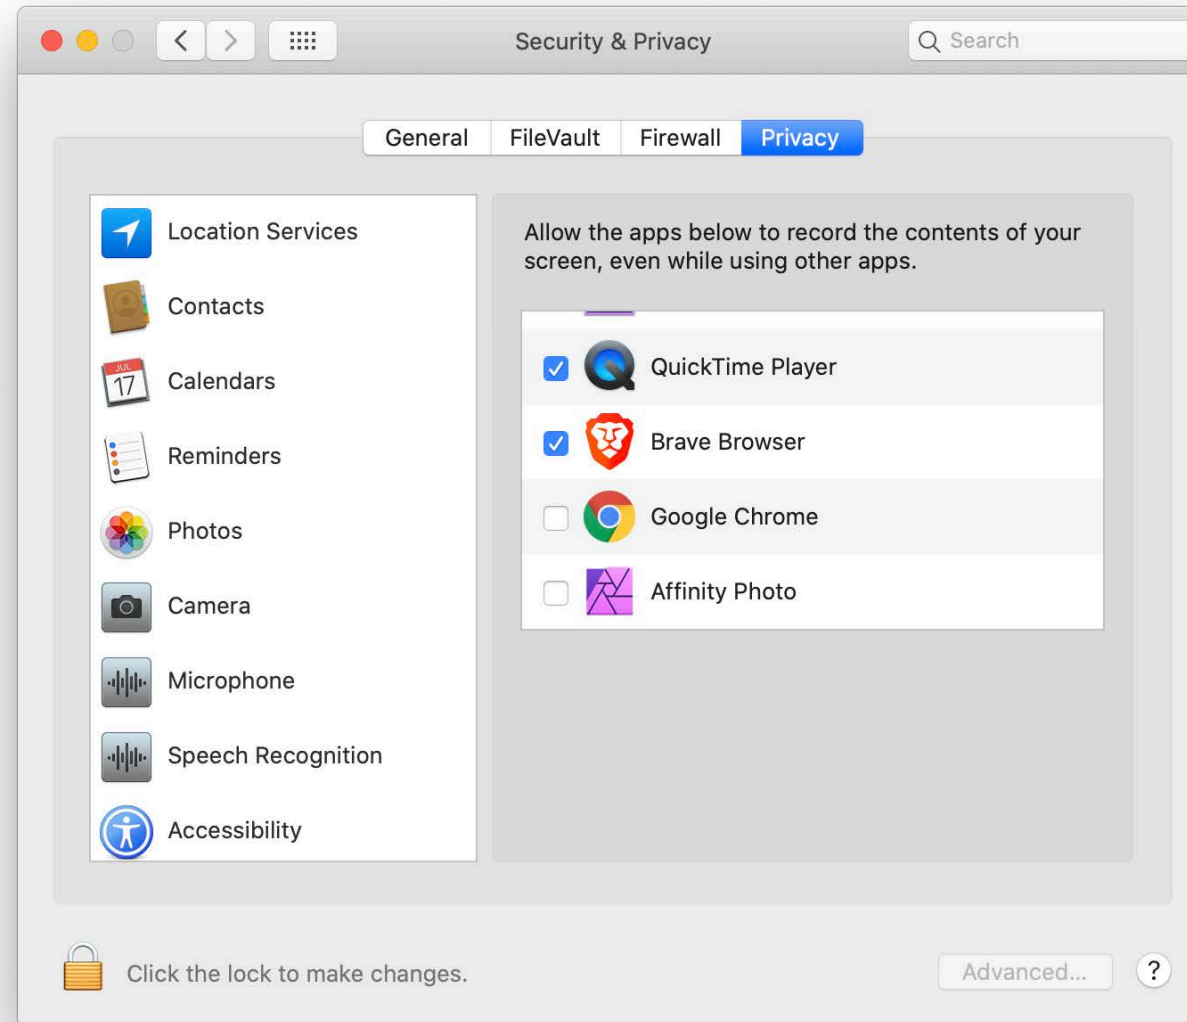 Security & Privacy
Search
General
FileVault
Firewall
Privacy
Location Services
Contacts
JUL
17
Calendars
Reminders
Photos
Camera
Microphone
Speech Recognition
Accessibility
Allow the apps below to record the contents of your
screen, even while using other apps.
QuickTime Player
Brave Browser
Google Chrome
Affinity Photo
Click the lock to make changes.
Advanced...
?